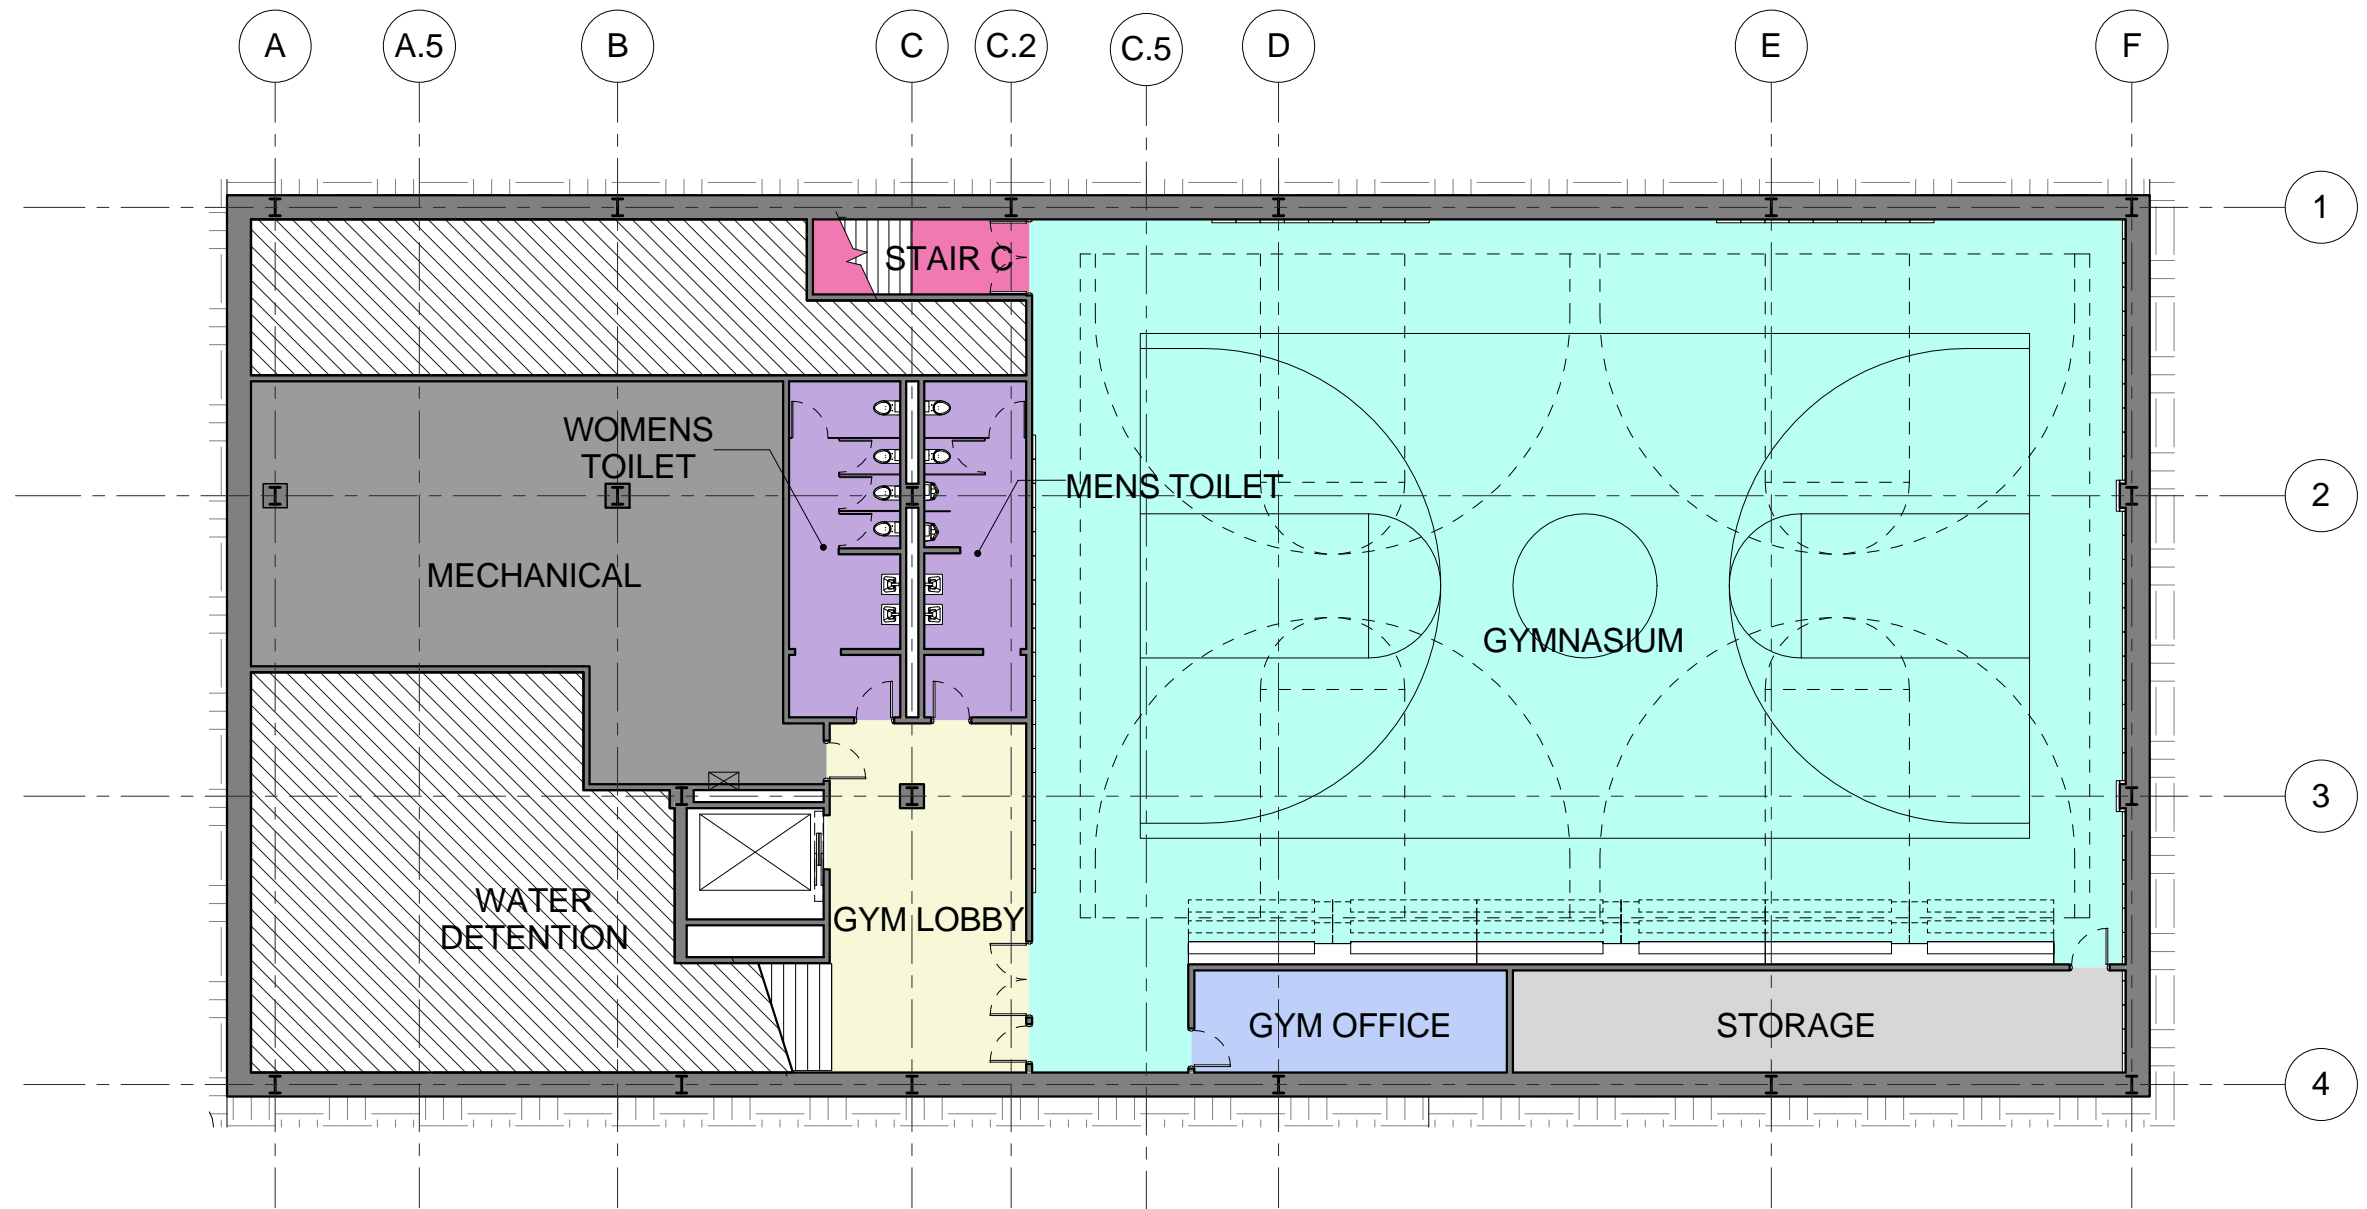 A
A.5
B
C
C.2
C.5
D
E
F
1
STAIR C
WOMENS
TOILET
MENS TOILET
2
MECHANICAL
GYMNASIUM
3
WATER
DETENTION
GYM LOBBY
GYM OFFICE
STORAGE
4